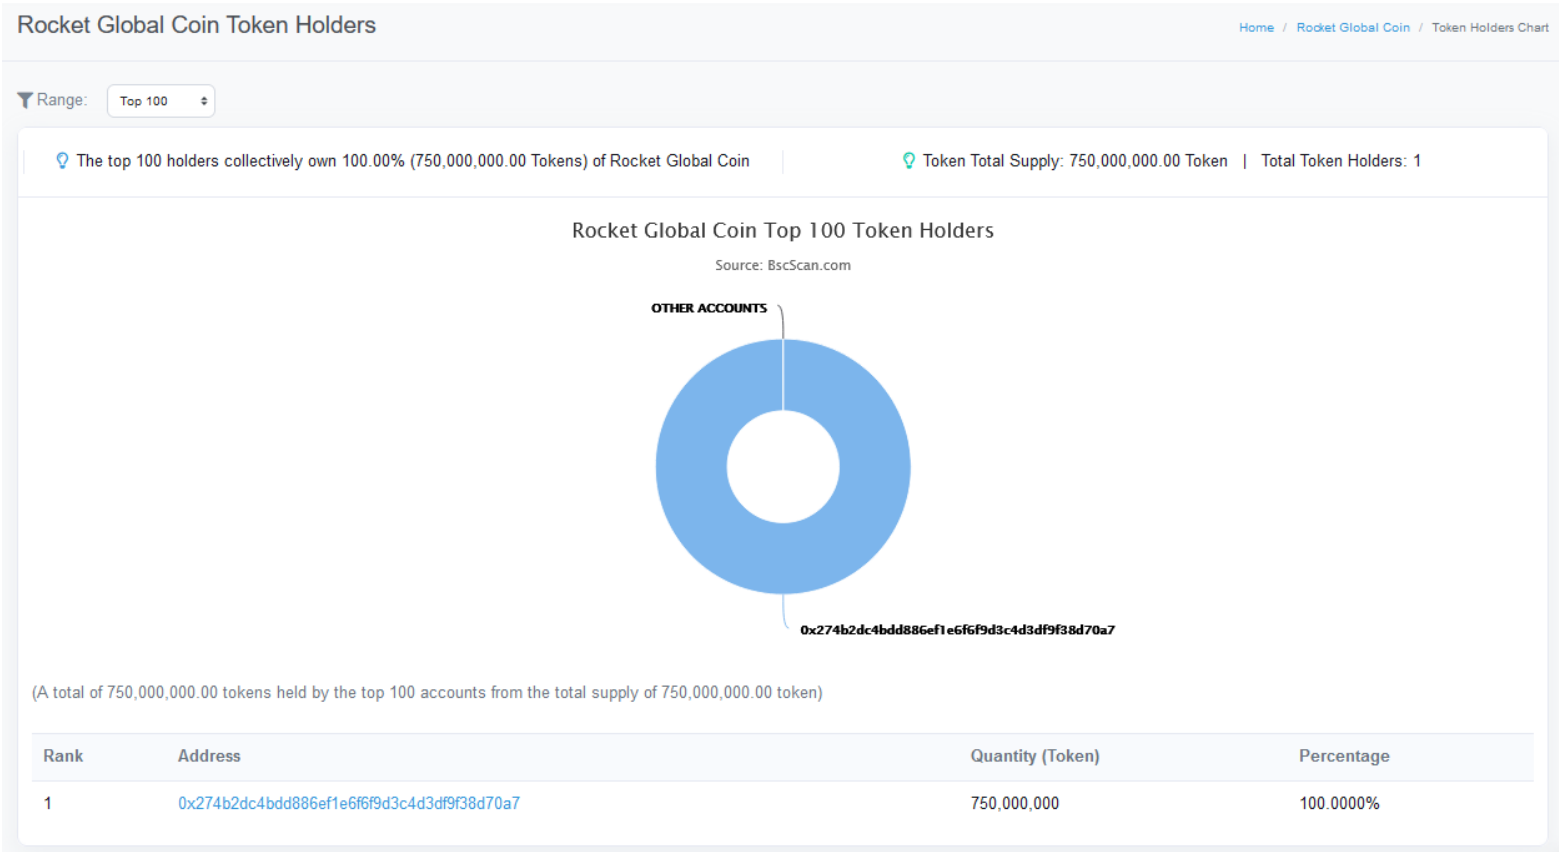 Rocket Global Coin Token Holders
Home / Rocket Global Coin / Token Holders Chart
Range: Top 100
The top 100 holders collectively own 100.00% (750,000,000.00 Tokens) of Rocket Global Coin
Token Total Supply: 750,000,000.00 Token | Total Token Holders: 1
Rocket Global Coin Top 100 Token Holders
Source: BscScan.com
OTHER ACCOUNTS
0x274b2dc4bdd886ef1e6f6f9d3c4d3df9f38d70a7
(A total of 750,000,000.00 tokens held by the top 100 accounts from the total supply of 750,000,000.00 token)
Rank Address Quantity (Token) Percentage
1 0x274b2dc4bdd886ef1e6f6f9d3c4d3df9f38d70a7 750,000,000 100.0000%